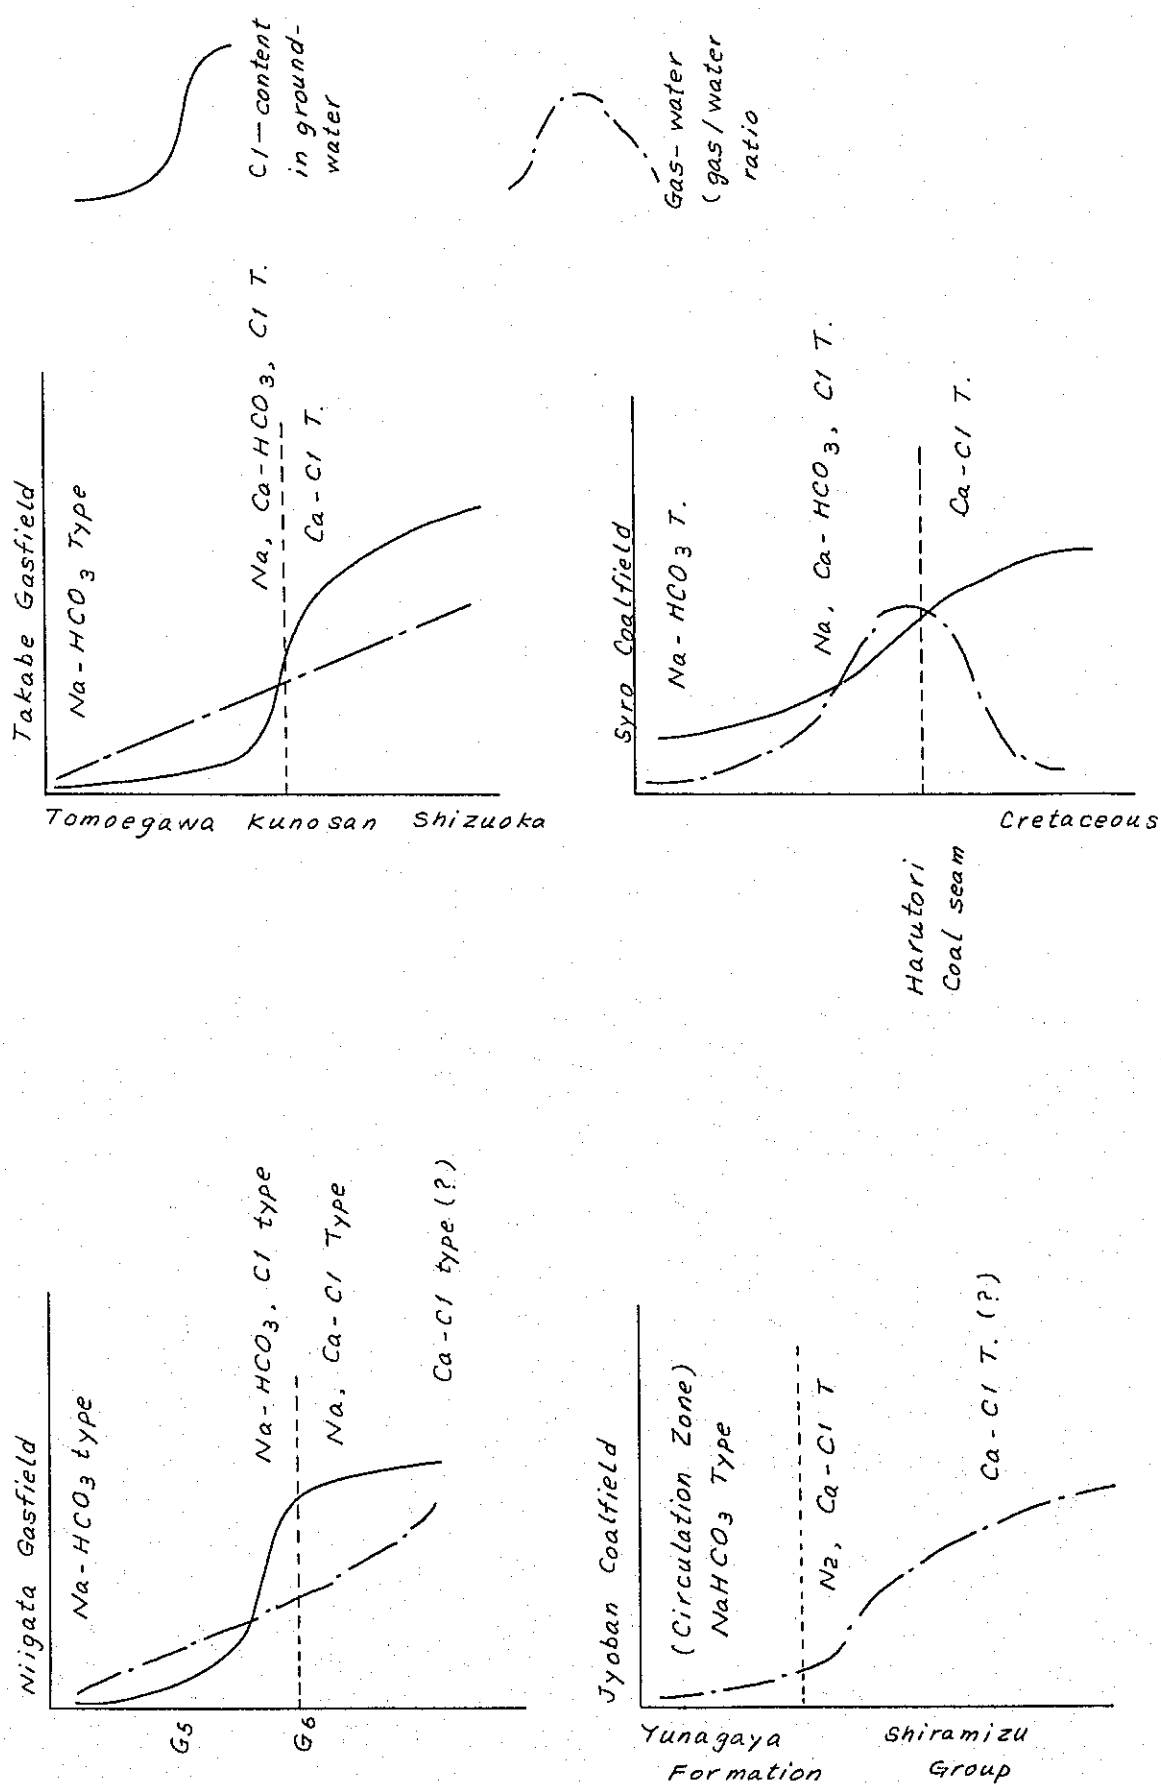 Niigata Gasfield
Na-HCO3 type
Na-HCO3, Cl type
Na, Ca-Cl Type
Ca-Cl type (?)
G5
G6
Takabe Gasfield
Na-HCO3 Type
Na, Ca-HCO3, Cl T.
Ca-Cl T.
Tomoegawa Kunosan Shizuoka
Cl-content
in ground-
water
Jyoban Coalfield
(Circulation Zone)
NaHCO3 Type
N2, Ca-Cl T
Ca-Cl T. (?)
Yunagaya
Formation
Shiramizu
Group
Syro Coalfield
Na-HCO3 T.
Na, Ca-HCO3, Cl T.
Ca-Cl T.
Harutori
Coal seam
Cretaceous
Gas-water
(gas/water
ratio